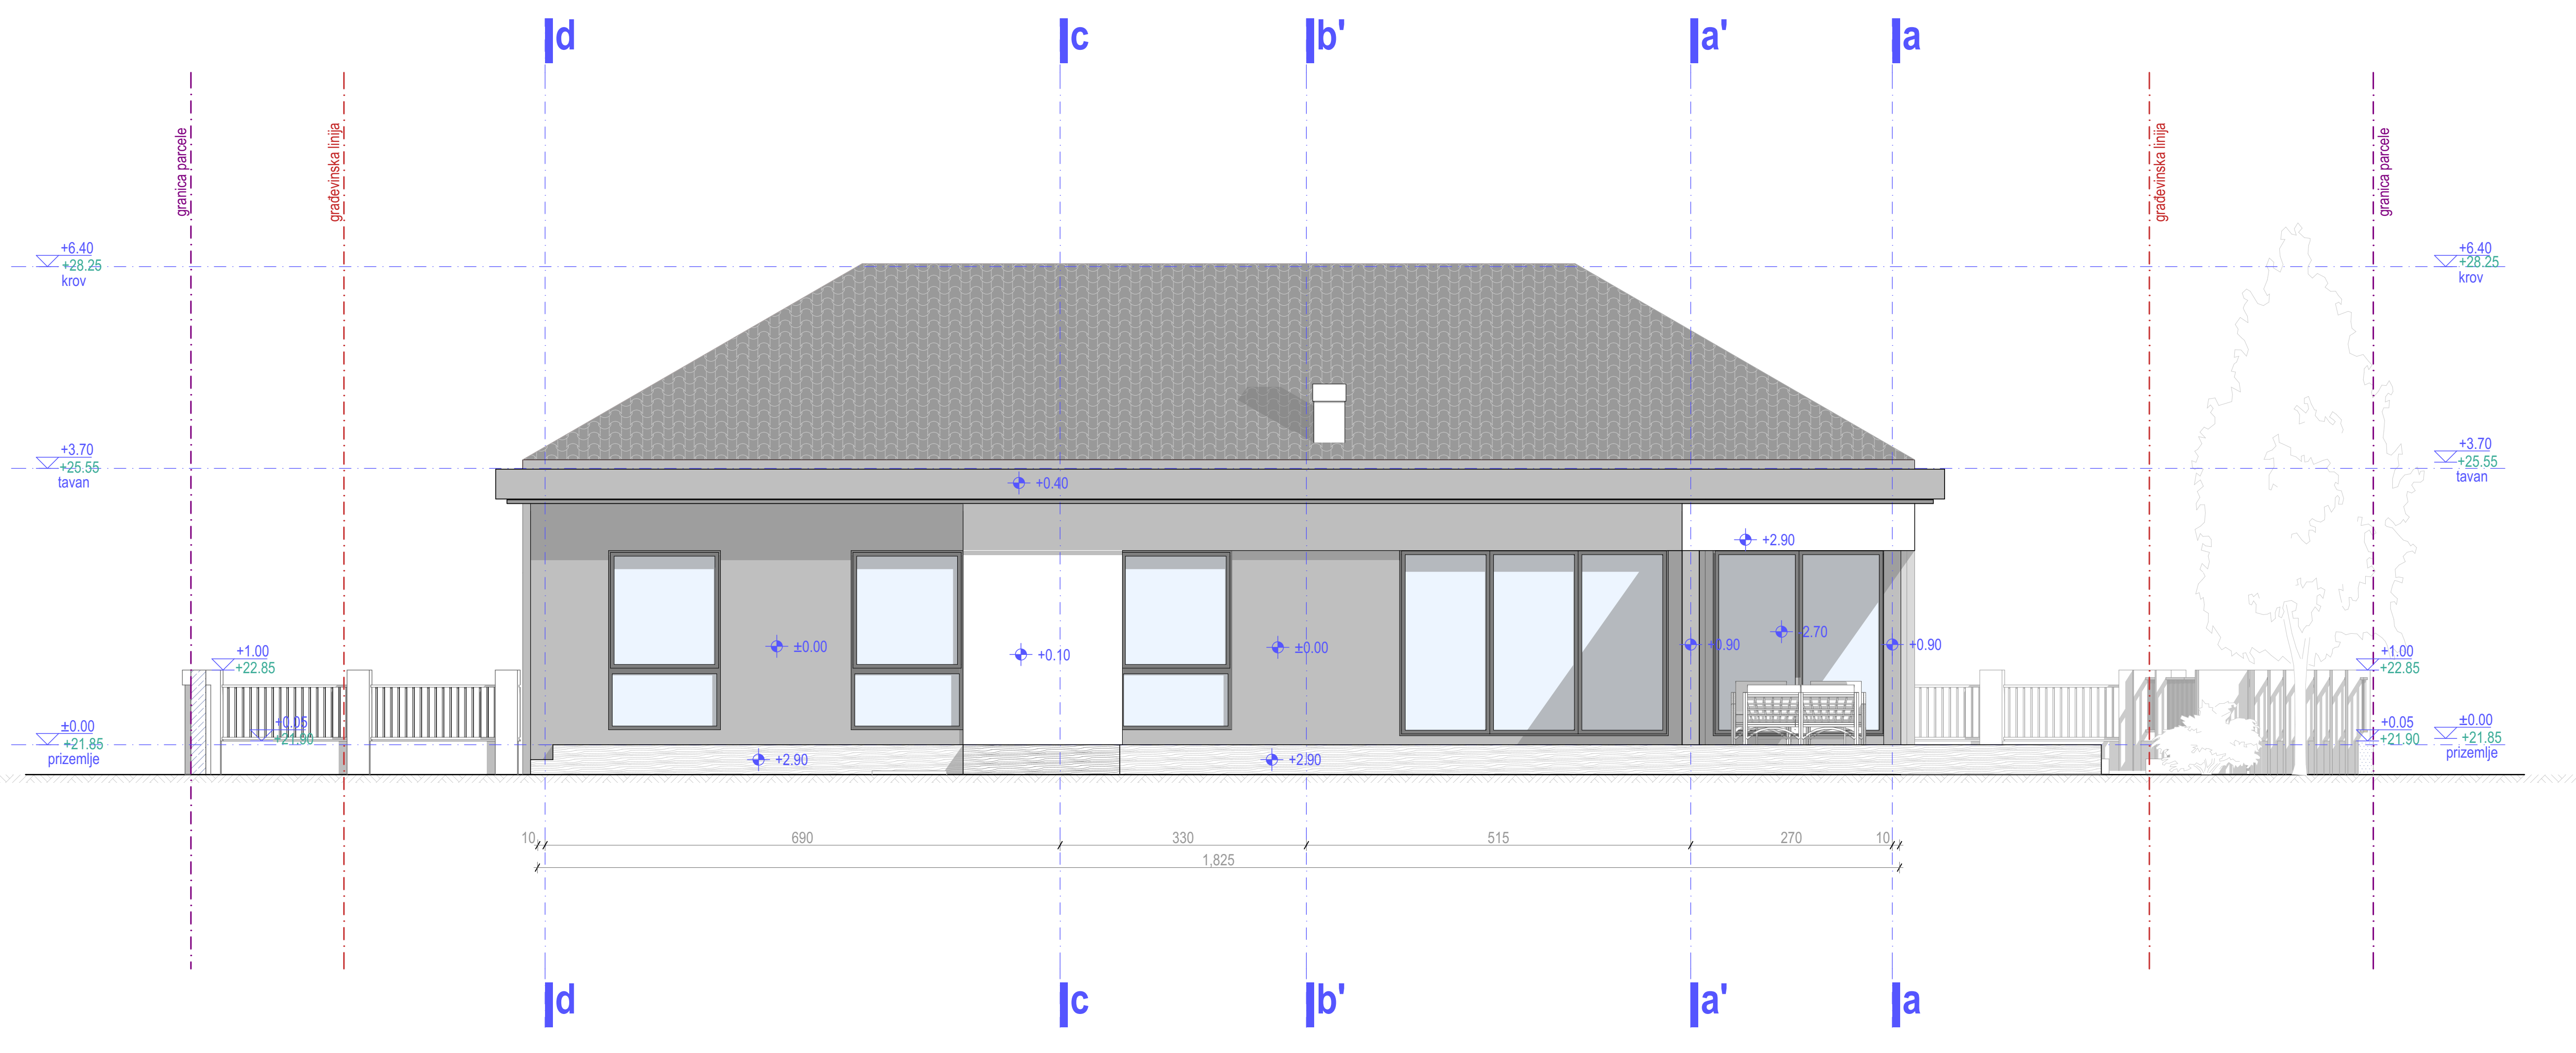 d
c
b'
a'
a
granica parcele
građevinska linija
građevinska linija
granica parcele
+6.40
+28.25
krov
+6.40
+28.25
krov
+3.70
+25.55
tavan
+3.70
+25.55
tavan
+0.40
+2.90
±0.00
+0.10
±0.00
+0.90
2.70
+0.90
+1.00
+22.85
+1.00
+22.85
±0.00
+21.85
prizemlje
+0.05
+21.90
+0.05
+21.90
±0.00
+21.85
prizemlje
+2.90
+2.90
10
690
330
515
270
10
1,825
d
c
b'
a'
a